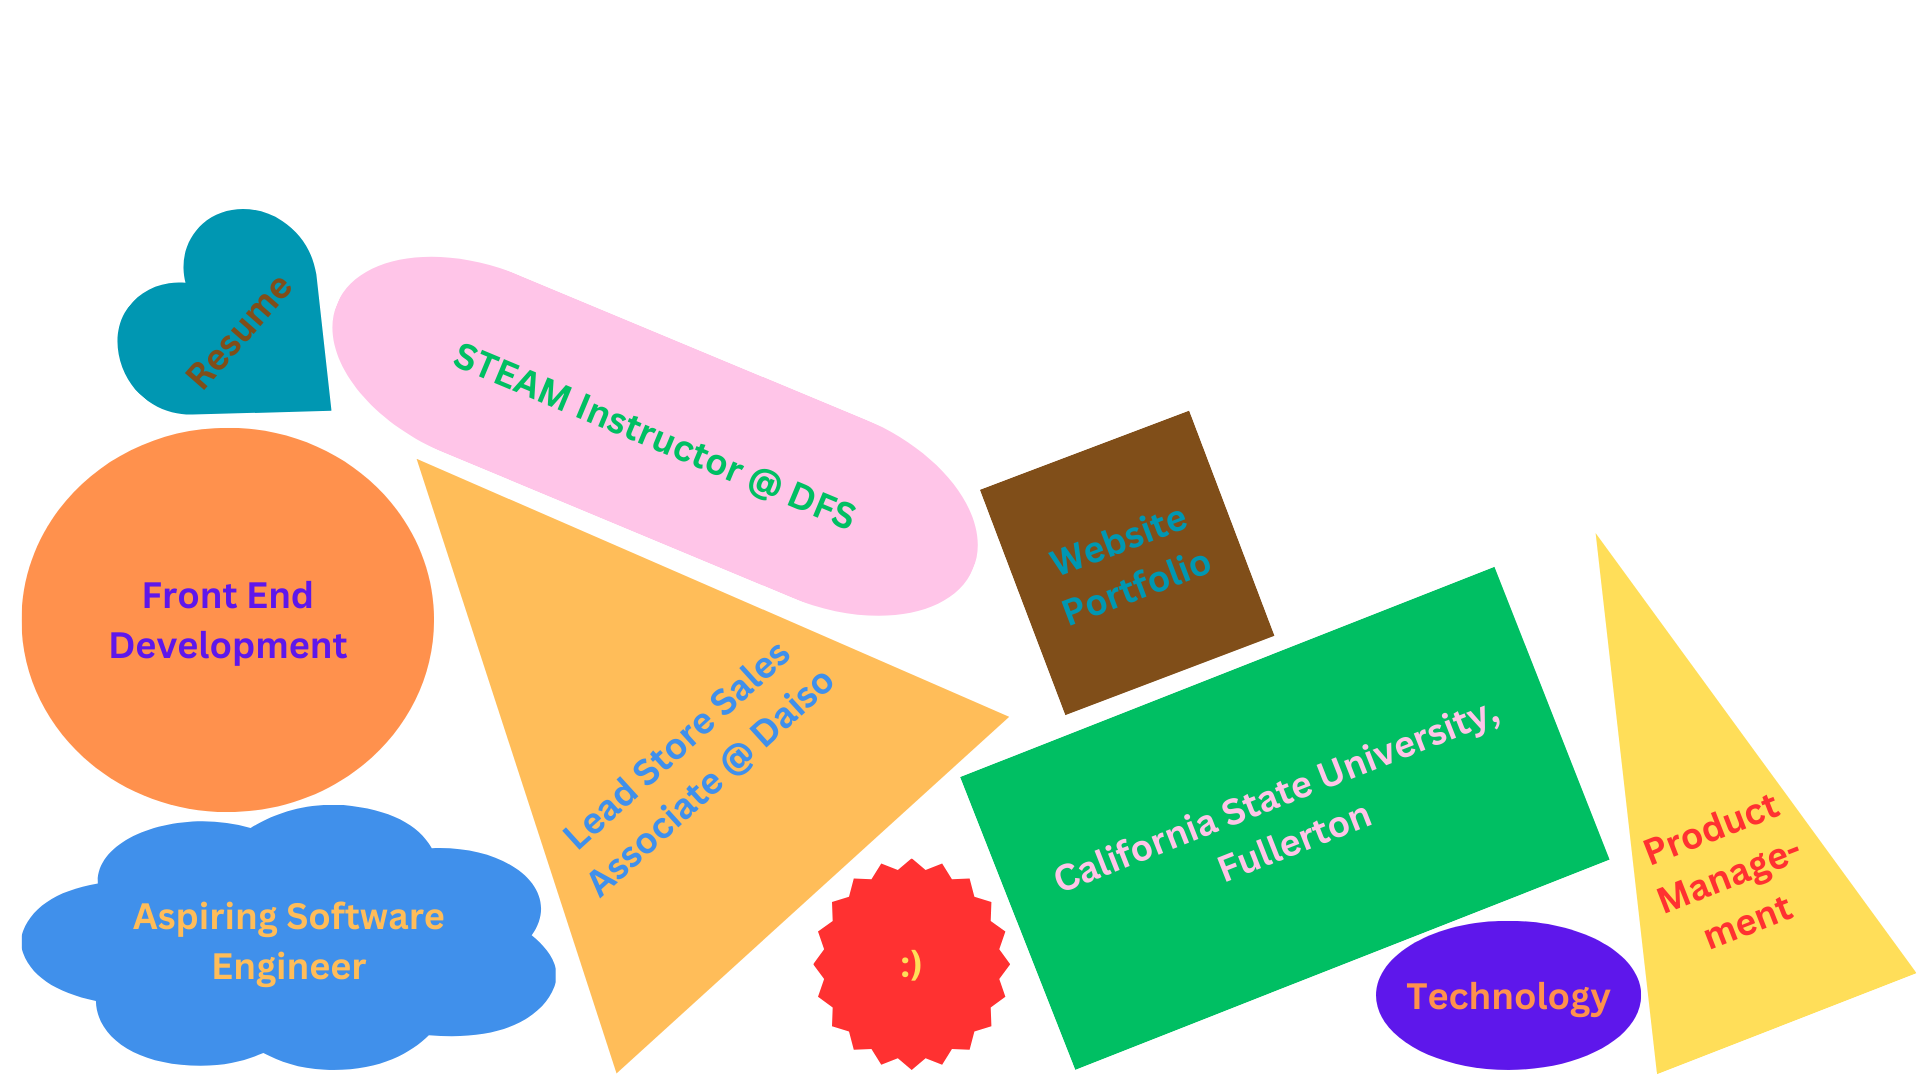 Resume
STEAM Instructor @ DFS
Website
Portfolio
Front End
Development
Lead Store Sales
Associate @ Daiso
California State University,
Fullerton
Product
Manage-
ment
Aspiring Software
Engineer
:)
Technology